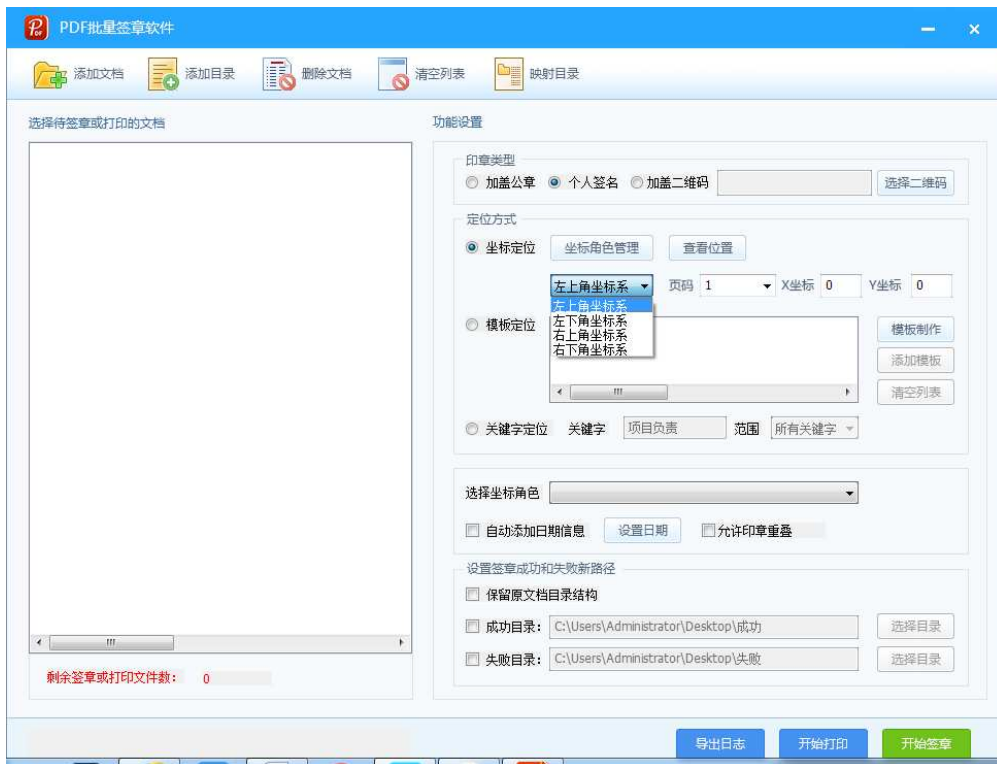 PDF批量签章软件
添加文档 添加目录 删除文档 清空列表 映射目录
选择待签章或打印的文档
功能设置
印章类型
加盖公章 个人签名 加盖二维码 选择二维码
定位方式
坐标定位 坐标角色管理 查看位置
左上角坐标系 页码 1 X坐标 0 Y坐标 0
左上角坐标系
左下角坐标系
右上角坐标系
右下角坐标系
模板定位 模板制作
添加模板
清空列表
关键字定位 关键字 项目负责 范围 所有关键字
选择坐标角色
自动添加日期信息 设置日期 允许印章重叠
设置签章成功和失败新路径
保留原文档目录结构
成功目录: C:\Users\Administrator\Desktop\成功 选择目录
失败目录: C:\Users\Administrator\Desktop\失败 选择目录
剩余签章或打印文件数: 0
导出日志 开始打印 开始签章